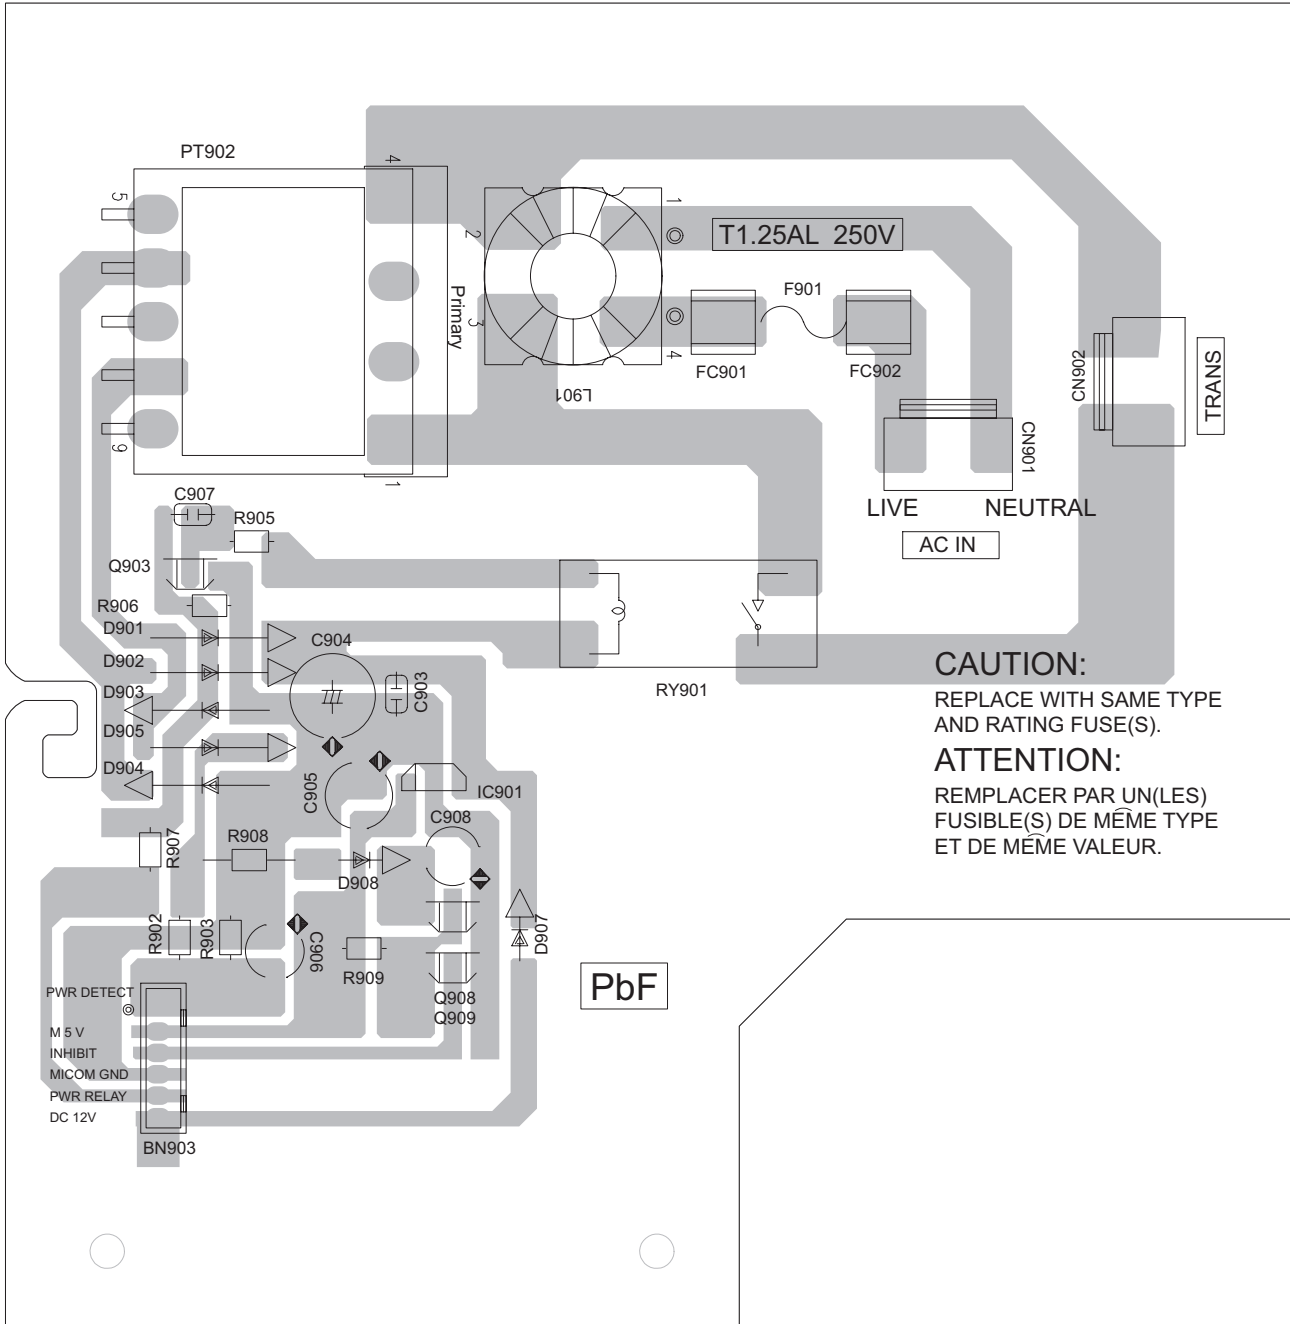 PT902
4
5
1
2
T1.25AL 250V
Primary
F901
3
4
FC901
FC902
CN902
TRANS
L901
9
1
CN901
C907
R905
LIVE
NEUTRAL
AC IN
Q903
R906
D901
C904
D902
C903
RY901
D903
D905
D904
CAUTION:
REPLACE WITH SAME TYPE
AND RATING FUSE(S).
ATTENTION:
REMPLACER PAR UN(LES)
FUSIBLE(S) DE MÊME TYPE
ET DE MÊME VALEUR.
C905
IC901
C908
R907
R908
D908
R902
R903
C906
R909
D907
PbF
PWR DETECT
Q908
Q909
M 5 V
INHIBIT
MICOM GND
PWR RELAY
DC 12V
BN903